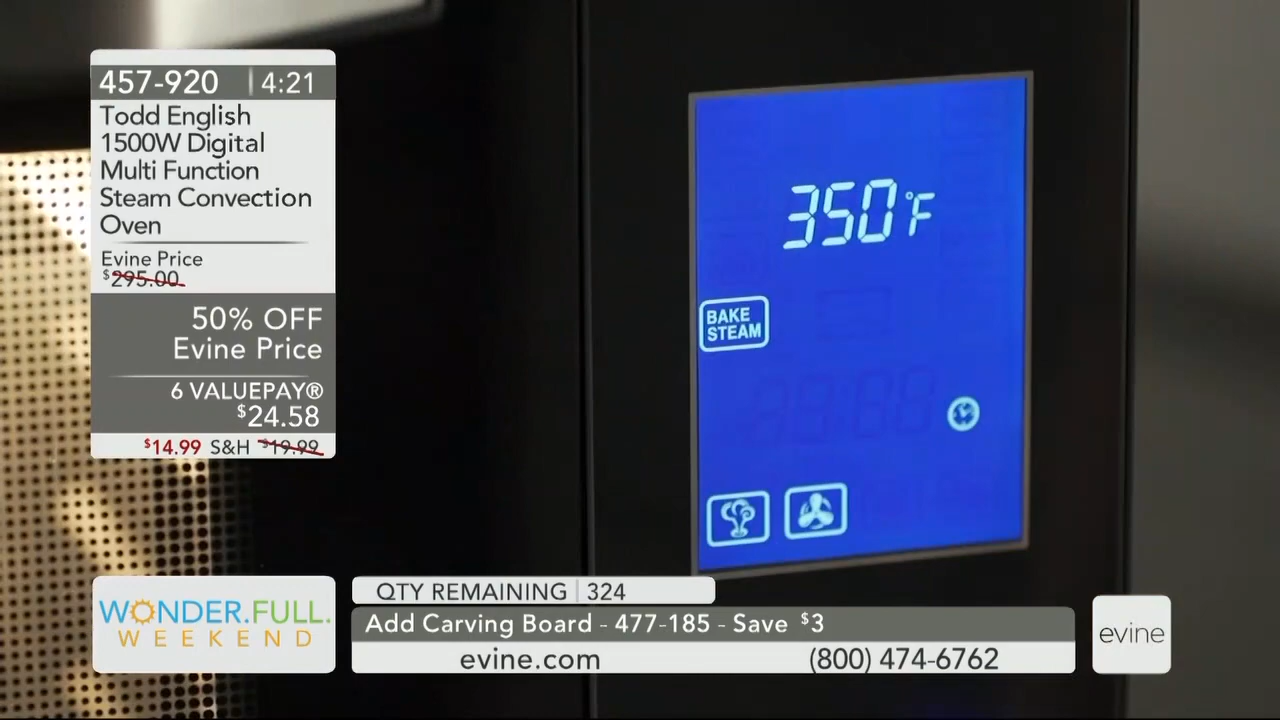 457-920 | 4:21
Todd English
1500W Digital
Multi Function
Steam Convection
Oven
Evine Price
$295.00
50% OFF
Evine Price
6 VALUEPAY®
$24.58
$14.99 S&H $19.99
350°F
BAKE
STEAM
WONDER.FULL.
WEEKEND
QTY REMAINING | 324
Add Carving Board - 477-185 - Save $3
evine.com (800) 474-6762
evine